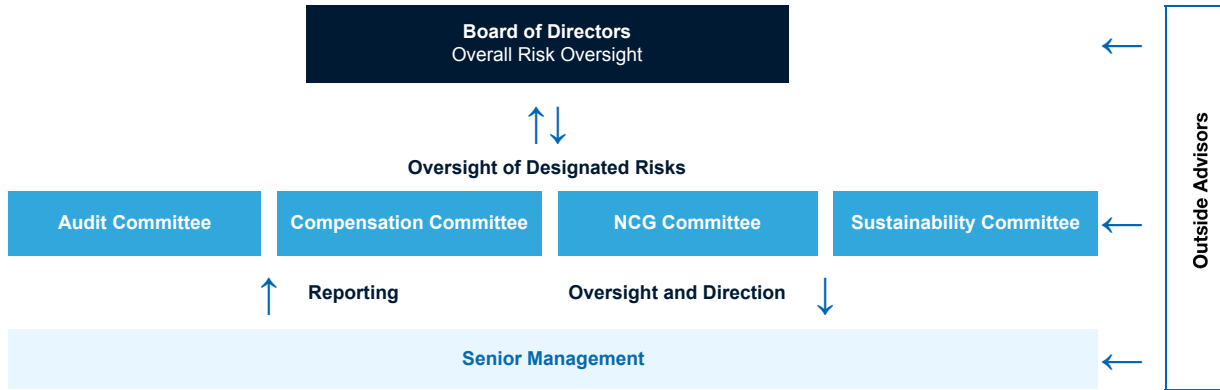 Board of Directors
Overall Risk Oversight
Oversight of Designated Risks
Audit Committee
Compensation Committee
NCG Committee
Sustainability Committee
Reporting
Oversight and Direction
Senior Management
Outside Advisors